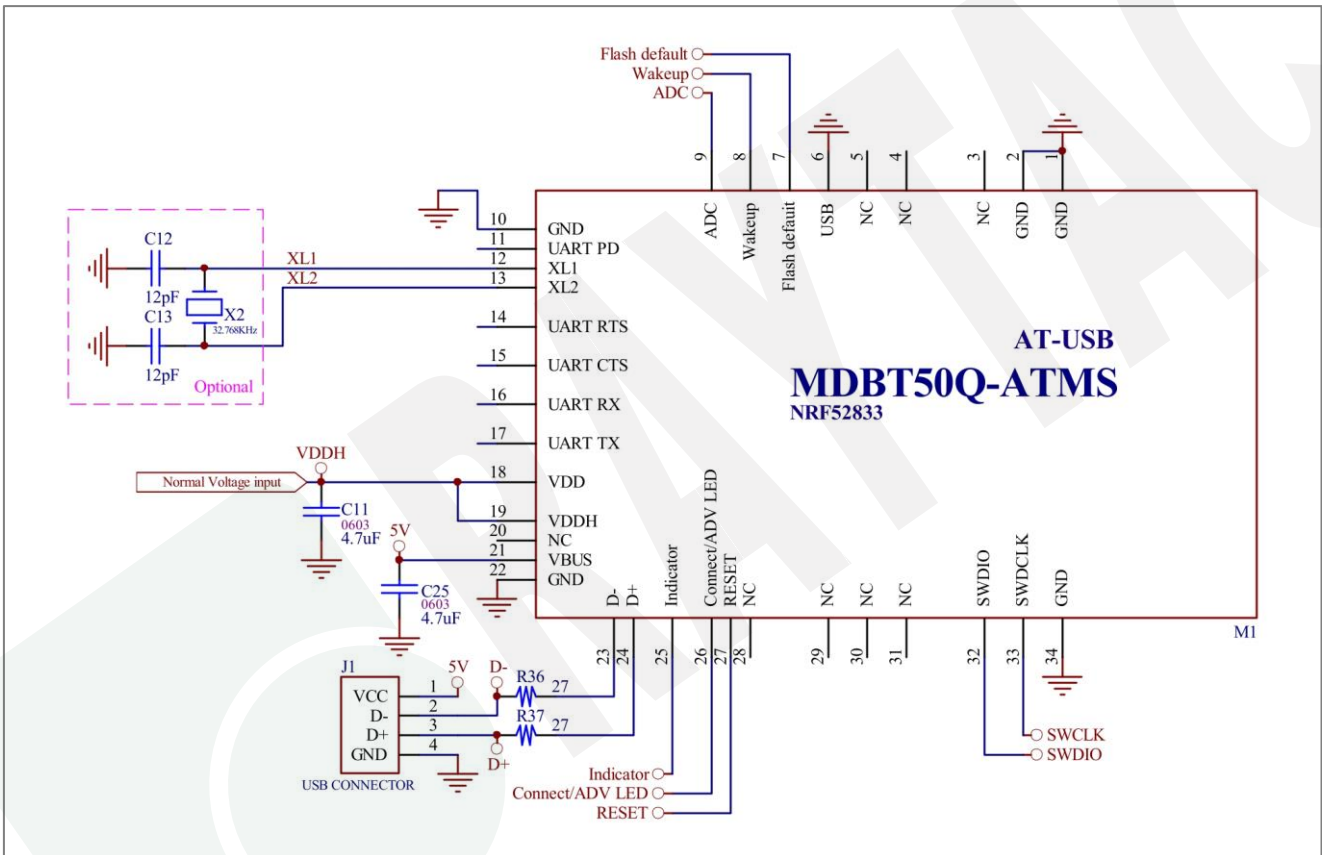 Flash default
Wakeup
ADC
9
8
7
6
5
4
3
2
1
ADC
Wakeup
Flash defauit
USB
NC
NC
NC
GND
GND
10
GND
11
UART PD
12
XL1
13
XL2
14
UART RTS
15
UART CTS
16
UART RX
17
UART TX
18
VDD
19
VDDH
20
NC
21
VBUS
22
GND
C12
12pF
C13
12pF
X2
32.768KHz
Optional
XL1
XL2
AT-USB
MDBT50Q-ATMS
NRF52833
VDDH
Normal Voltage input
C11
0603
4.7uF
5V
C25
0603
4.7uF
D-
D+
Indicator
Connect/ADV LED
RESET
NC
NC
NC
NC
SWDIO
SWDCLK
GND
M1
23
24
25
26
27
28
29
30
31
32
33
34
J1
VCC
1
D-
2
D+
3
GND
4
USB CONNECTOR
5V
D-
R36
27
R37
27
D+
Indicator
Connect/ADV LED
RESET
SWCLK
SWDIO
RAYTAC